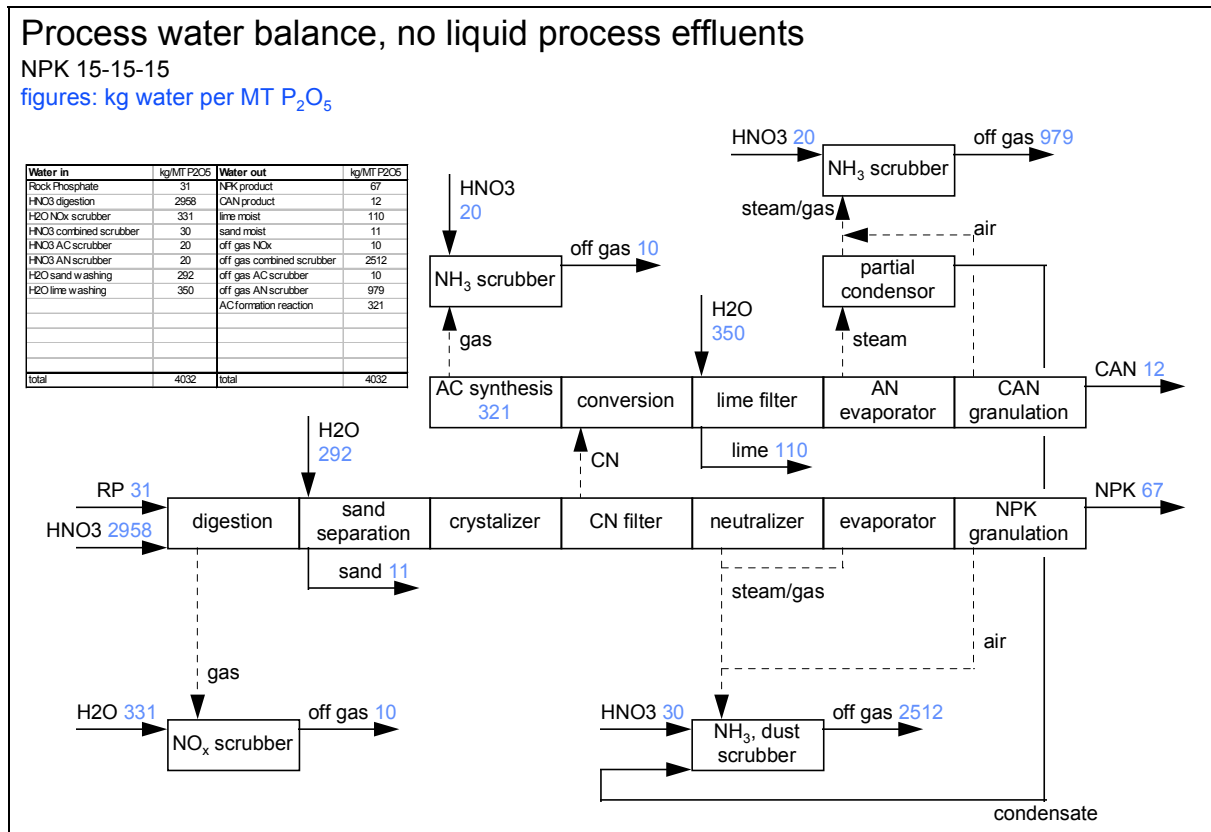 Process water balance, no liquid process effluents
NPK 15-15-15
figures: kg water per MT P₂O₅
Water in kg/MT P2O5 Water out kg/MT P2O5
Rock Phosphate 31 NPK product 67
HNO3 digestion 2958 CAN product 12
H2O NOx scrubber 331 lime moist 110
HNO3 combined scrubber 30 sand moist 11
HNO3 AC scrubber 20 off gas NOx 10
HNO3 AN scrubber 20 off gas combined scrubber 2512
H2O sand washing 292 off gas AC scrubber 10
H2O lime washing 350 off gas AN scrubber 979
AC formation reaction 321
total 4032 total 4032
HNO3 20
off gas 979
NH₃ scrubber
steam/gas
air
HNO3
20
off gas 10
NH₃ scrubber
partial
condensor
gas
H2O
350
steam
AC synthesis
321
conversion
lime filter
AN
evaporator
CAN
granulation
CAN 12
lime 110
CN
H2O
292
RP 31
HNO3 2958
digestion
sand
separation
crystalizer
CN filter
neutralizer
evaporator
NPK
granulation
NPK 67
sand 11
steam/gas
air
gas
H2O 331
off gas 10
NOₓ scrubber
HNO3 30
off gas 2512
NH₃, dust
scrubber
condensate